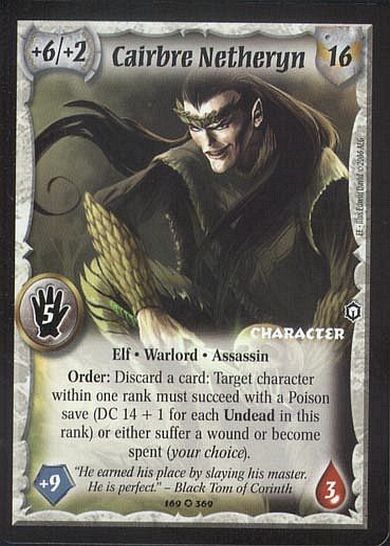 +6/+2
Cairbre Netheryn
16
5
CHARACTER
Elf • Warlord • Assassin
Order: Discard a card: Target character
within one rank must succeed with a Poison
save (DC 14 + 1 for each Undead in this
rank) or either suffer a wound or become
spent (your choice).
+9
"He earned his place by slaying his master.
He is perfect." – Black Tom of Corinth
3
169 369